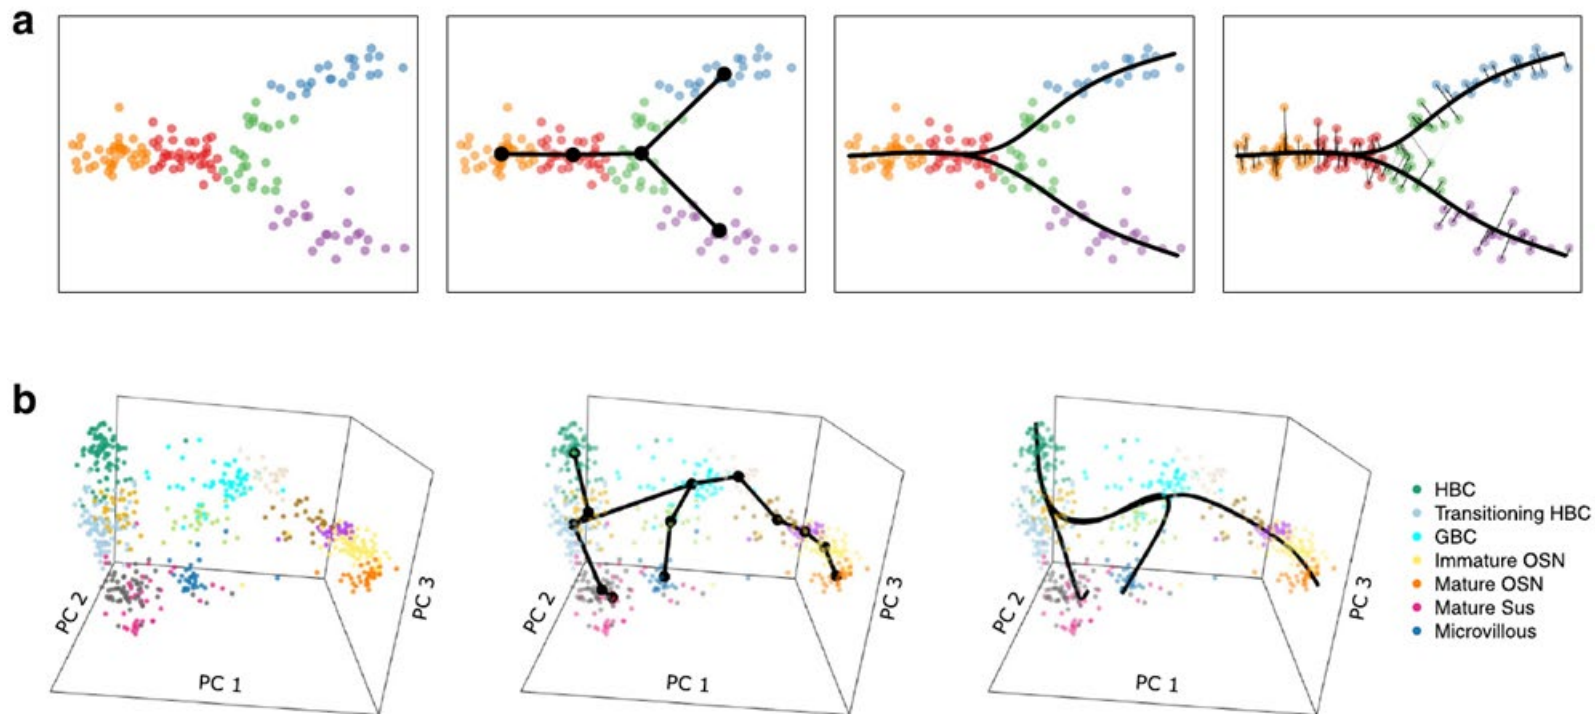 a
b
PC 2
PC 1
PC 3
PC 2
PC 1
PC 3
PC 2
PC 1
PC 3
HBC
Transitioning HBC
GBC
Immature OSN
Mature OSN
Mature Sus
Microvillous